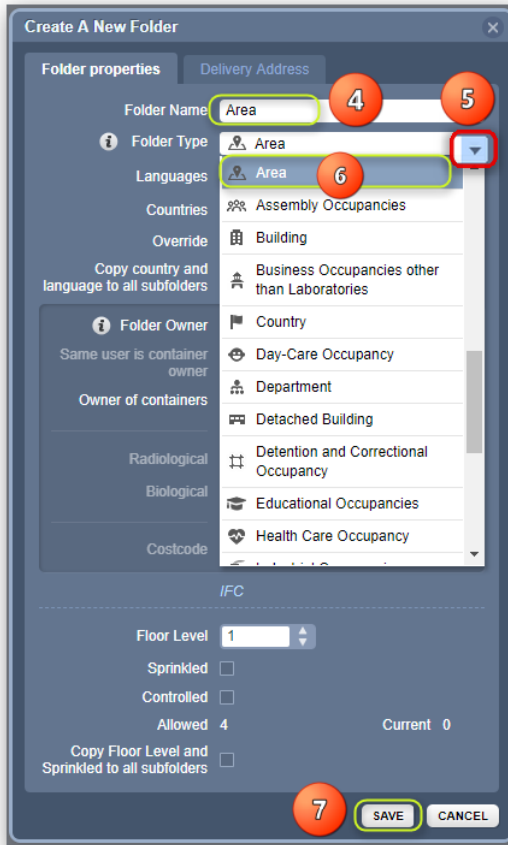 Create A New Folder
Folder properties
Delivery Address
Folder Name
Area
4
5
Folder Type
Area
Languages
Area
6
Countries
Assembly Occupancies
Override
Building
Copy country and
language to all subfolders
Business Occupancies other
than Laboratories
Folder Owner
Country
Same user is container
owner
Day-Care Occupancy
Owner of containers
Department
Detached Building
Radiological
Detention and Correctional
Occupancy
Biological
Educational Occupancies
Costcode
Health Care Occupancy
IFC
Floor Level
1
Sprinkled
Controlled
Allowed 4
Current 0
Copy Floor Level and
Sprinkled to all subfolders
7
SAVE
CANCEL